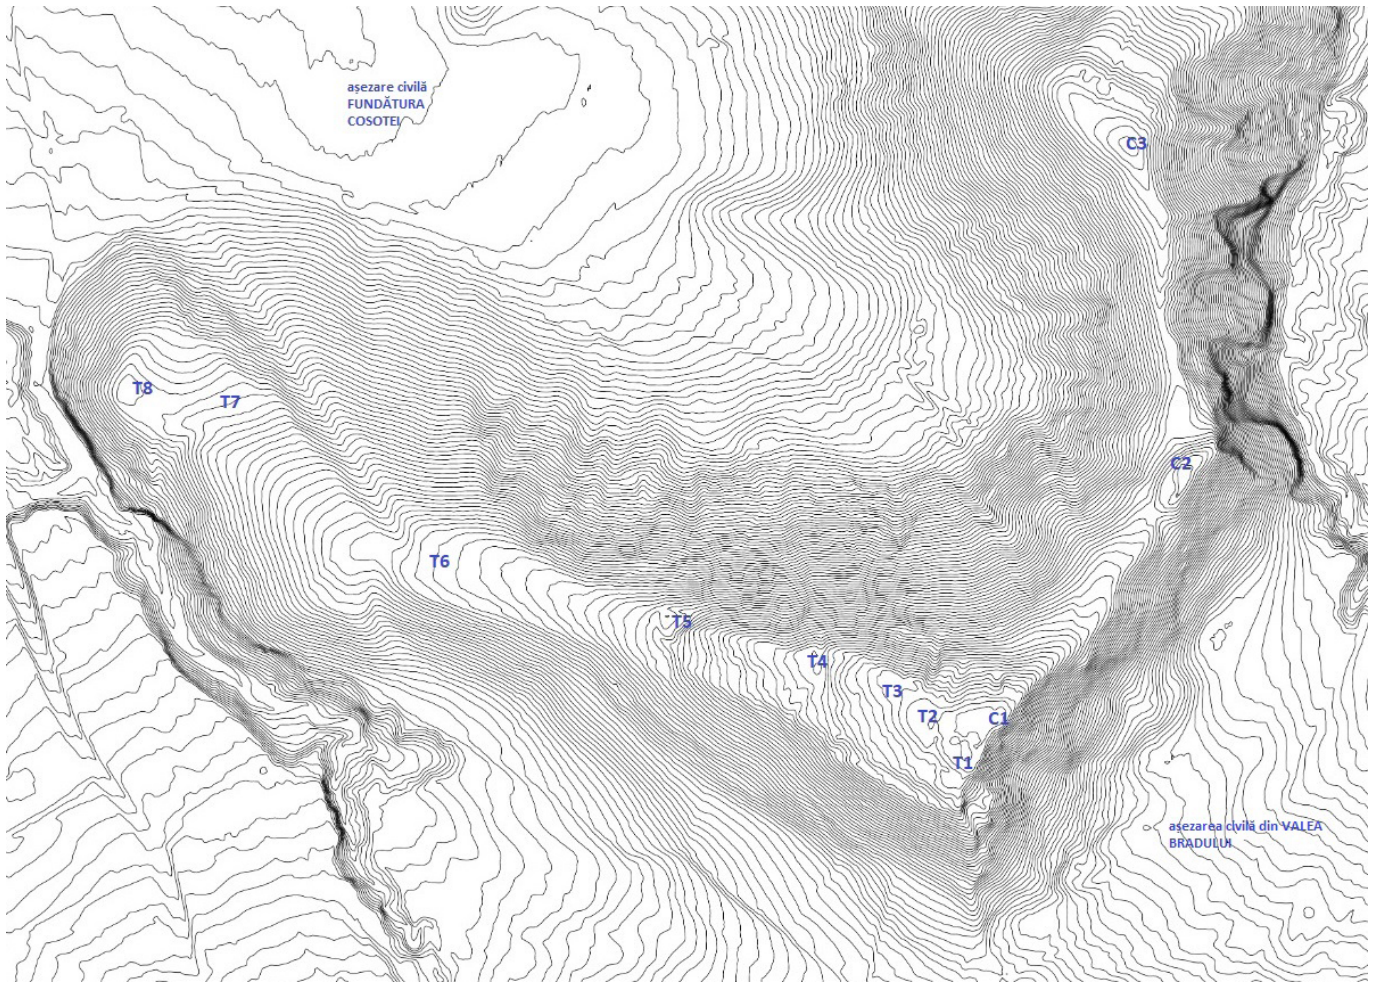 așezare civilă
FUNDĂTURA
COSOTEI
C3
T8
T7
C2
T6
T5
T4
T3
T2
C1
T1
așezarea civilă din VALEA
BRADULUI